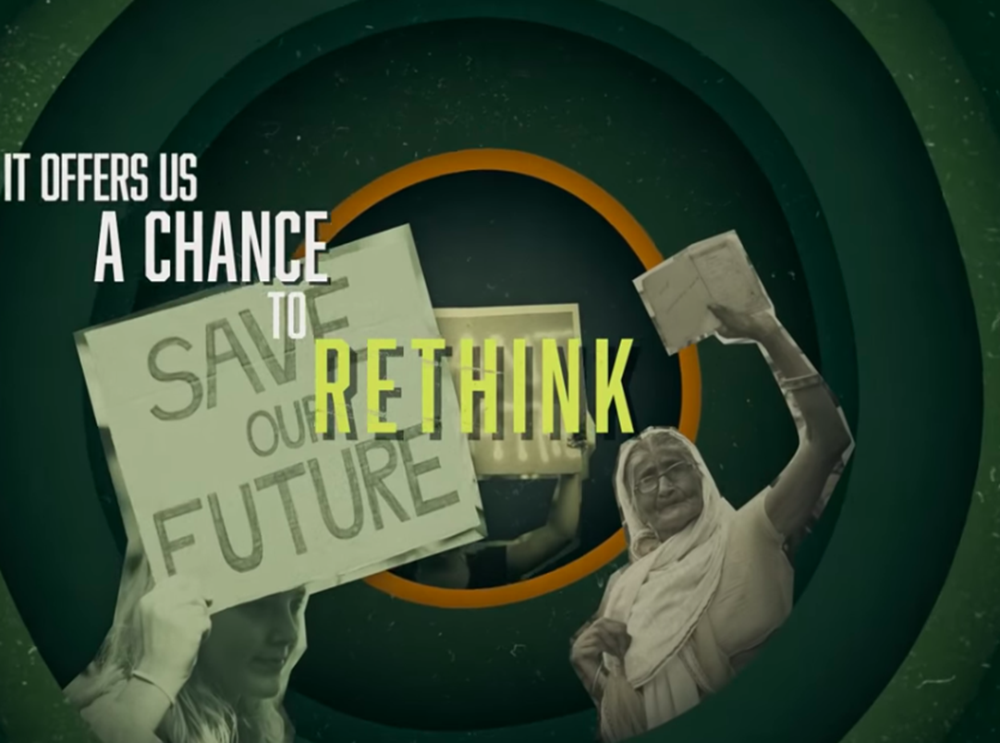 IT OFFERS US
A CHANCE
TO
RETHINK
SAVE
OUR
FUTURE